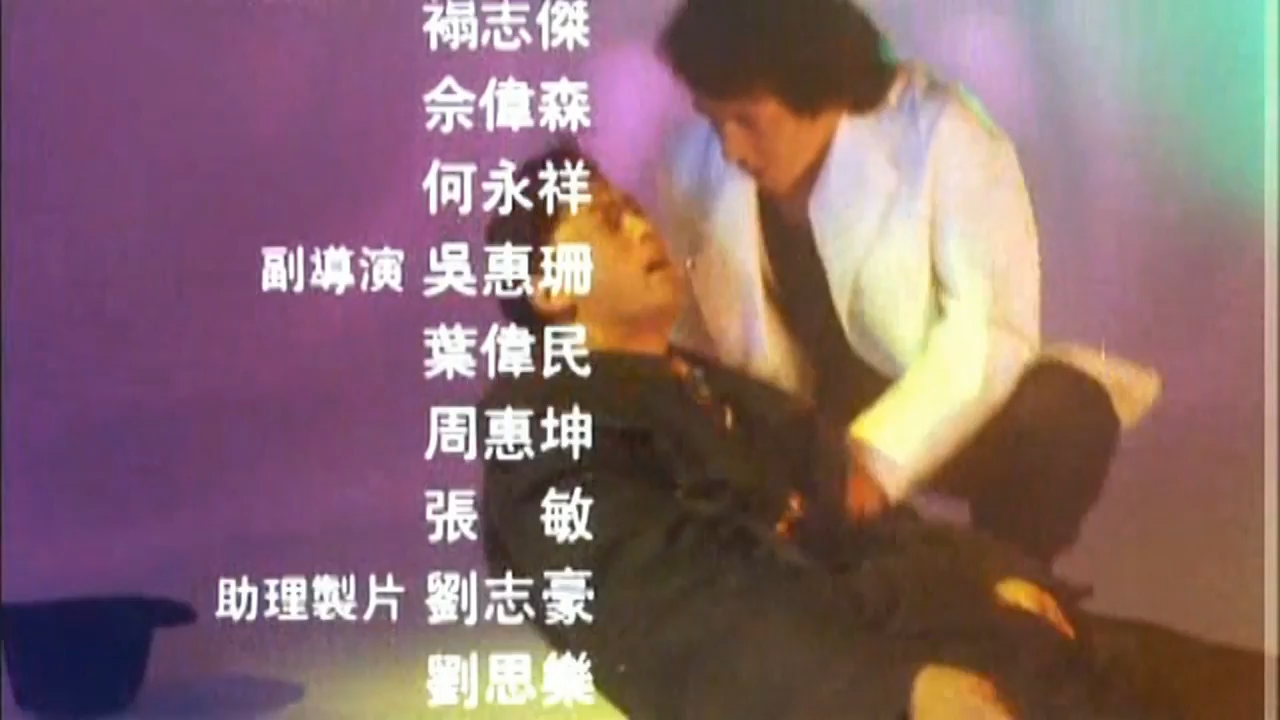 禤志傑
佘偉森
何永祥
副導演 吳惠珊
葉偉民
周惠坤
張 敏
助理製片 劉志豪
劉思樂